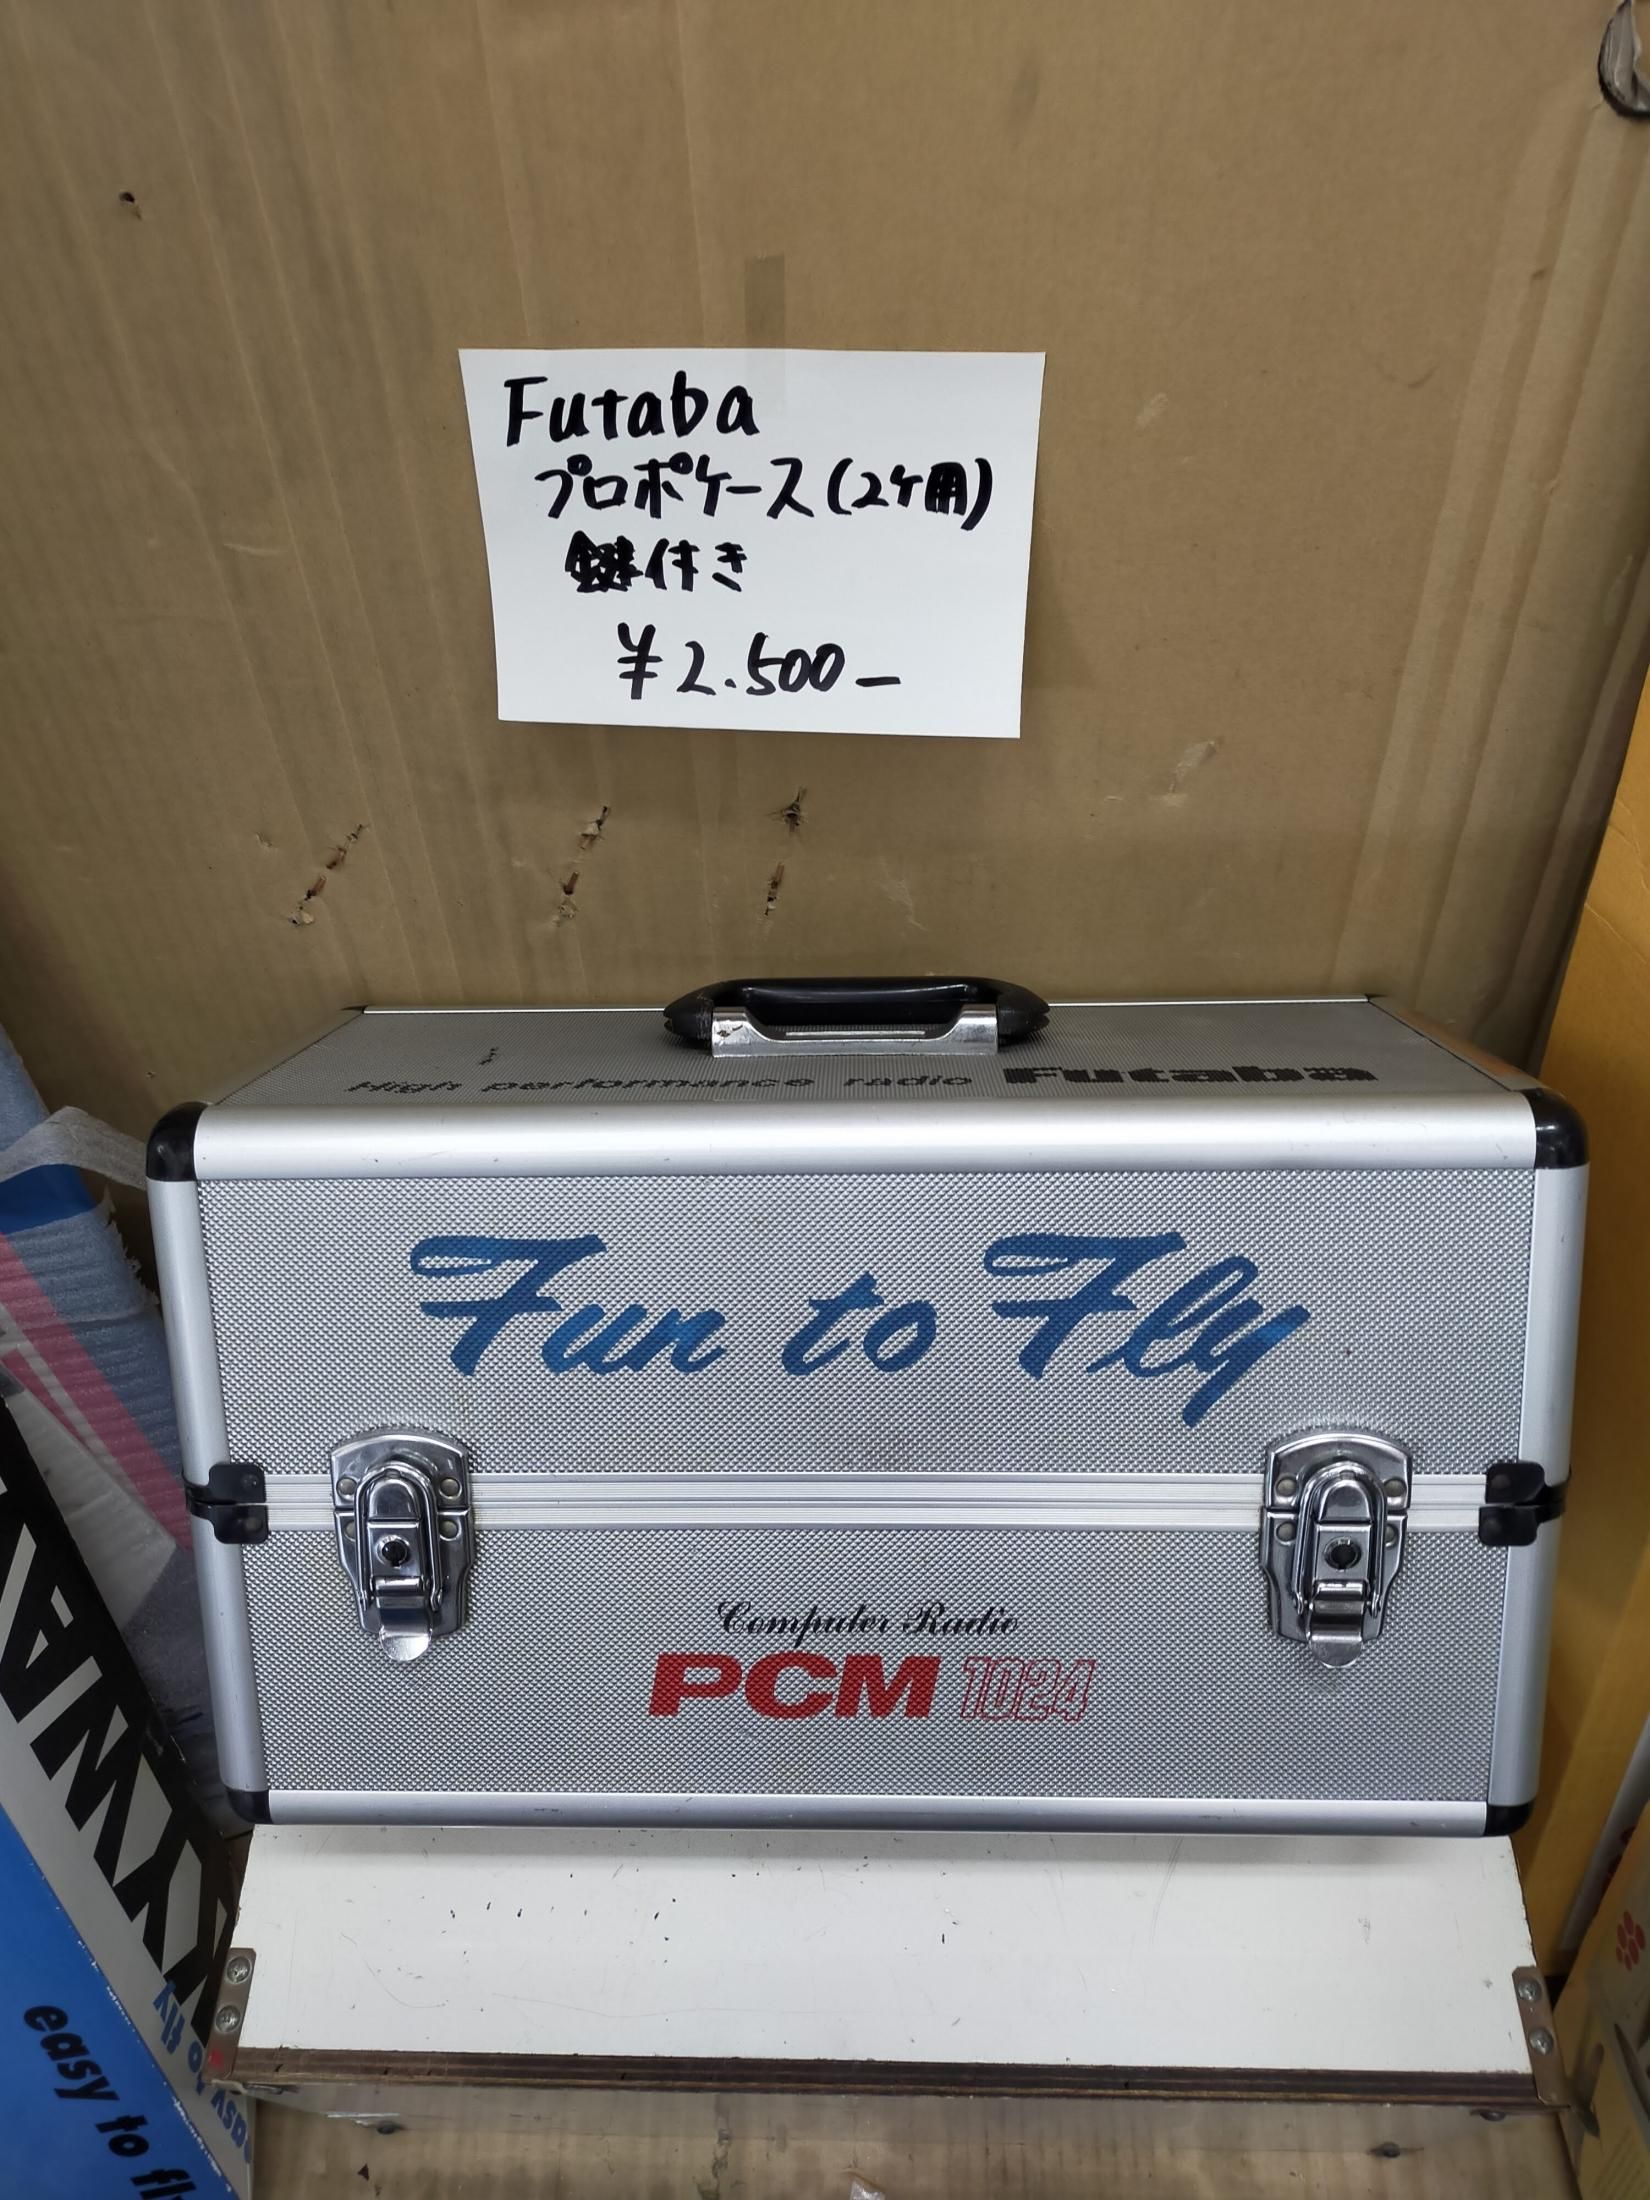 Futaba
プロポケース(2ケ用)
鍵付き
¥2.500-
High performance radio Futaba
Fun to Fly
Computer Radio
PCM 1024
easy to fly